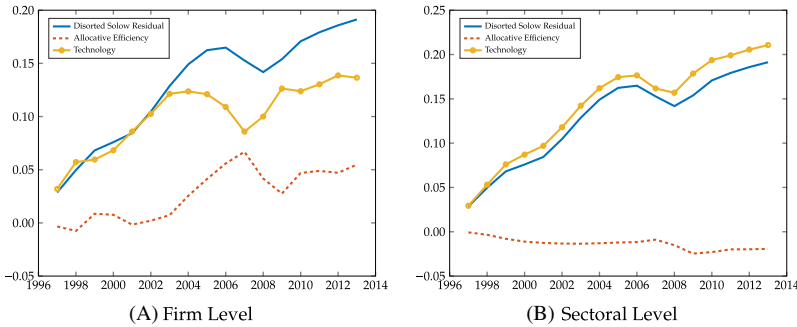 0.20
0.15
0.10
0.05
0.00
−0.05
1996 1998 2000 2002 2004 2006 2008 2010 2012 2014
Disorted Solow Residual
Allocative Efficiency
Technology
(A) Firm Level
0.25
0.20
0.15
0.10
0.05
0.00
−0.05
1996 1998 2000 2002 2004 2006 2008 2010 2012 2014
Disorted Solow Residual
Allocative Efficiency
Technology
(B) Sectoral Level